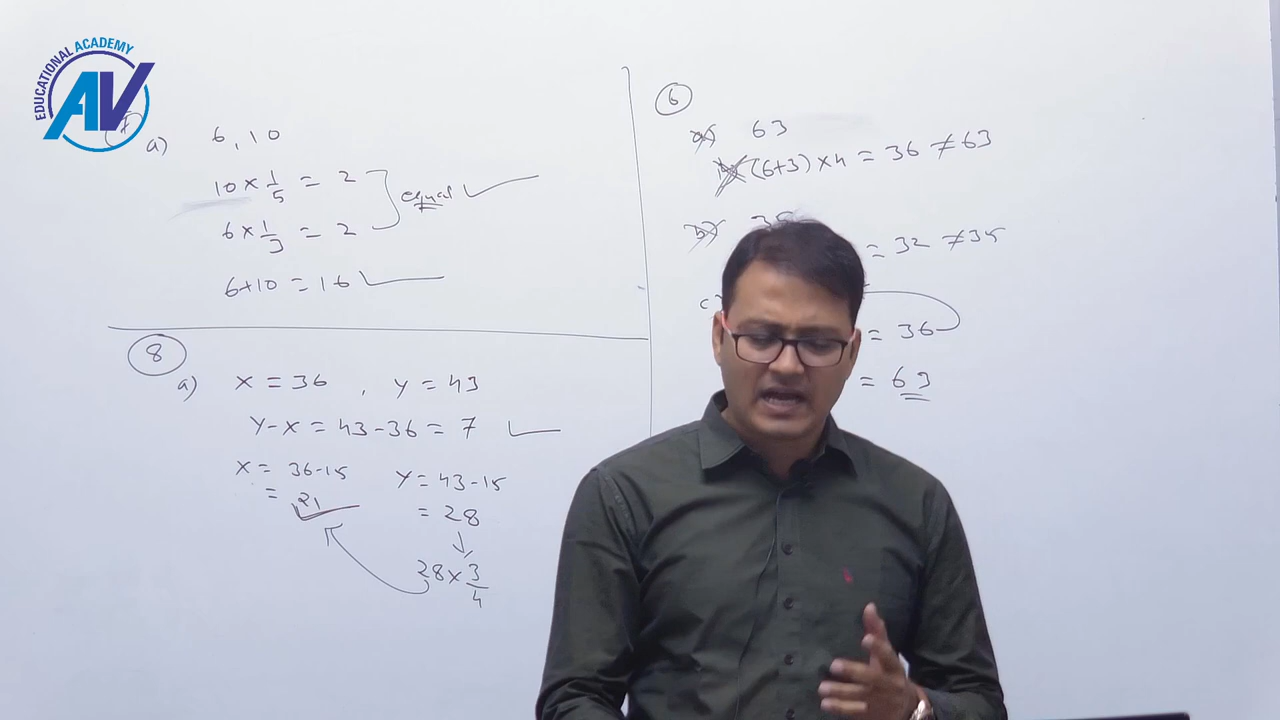 EDUCATIONAL ACADEMY
AV
7
a) 6, 10
10 × 1/5 = 2
equal
6 × 1/3 = 2
6+10 = 16
8
a) X = 36 , Y = 43
Y-X = 43-36 = 7
X = 36-15
= 21
Y = 43-15
= 28
28 × 3/4
6
a) 63
(6+3) × 4 = 36 ≠ 63
b) 35
= 32 ≠ 35
c)
= 36
= 63